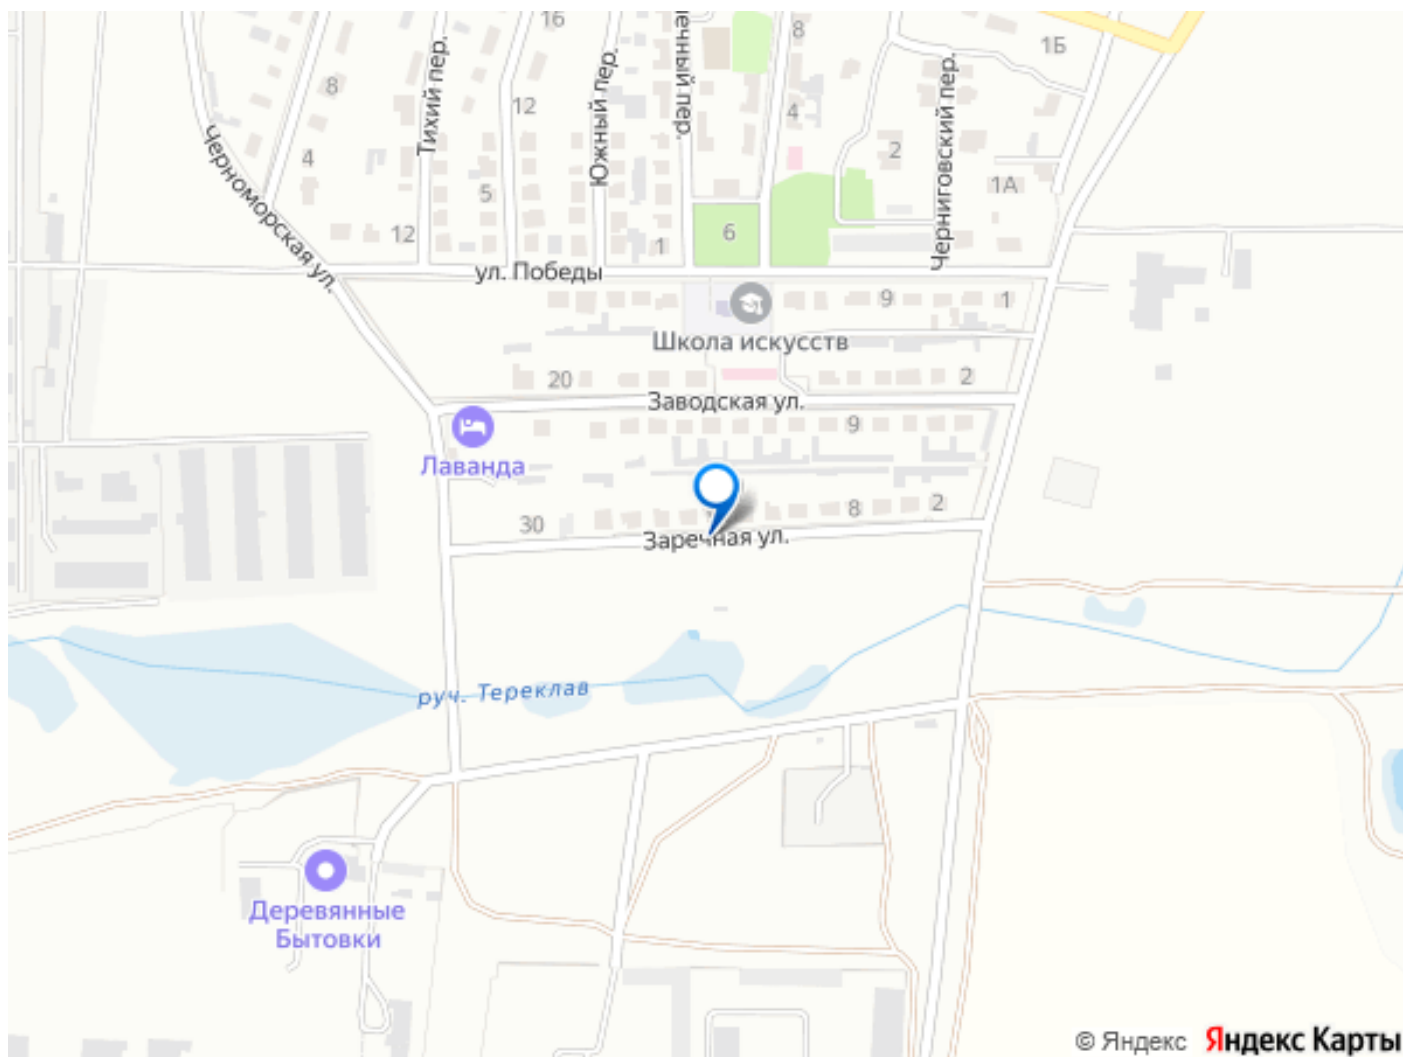 16
8
1Б
8
12
4
Тихий пер.
Южный пер.
ечный пер.
Черниговский пер.
Черноморская ул.
4
2
5
1А
12
1
6
ул. Победы
9
1
Школа искусств
20
2
Заводская ул.
9
Лаванда
30
8
2
Заречная ул.
руч. Тереклав
Деревянные
Бытовки
© Яндекс Яндекс Карты